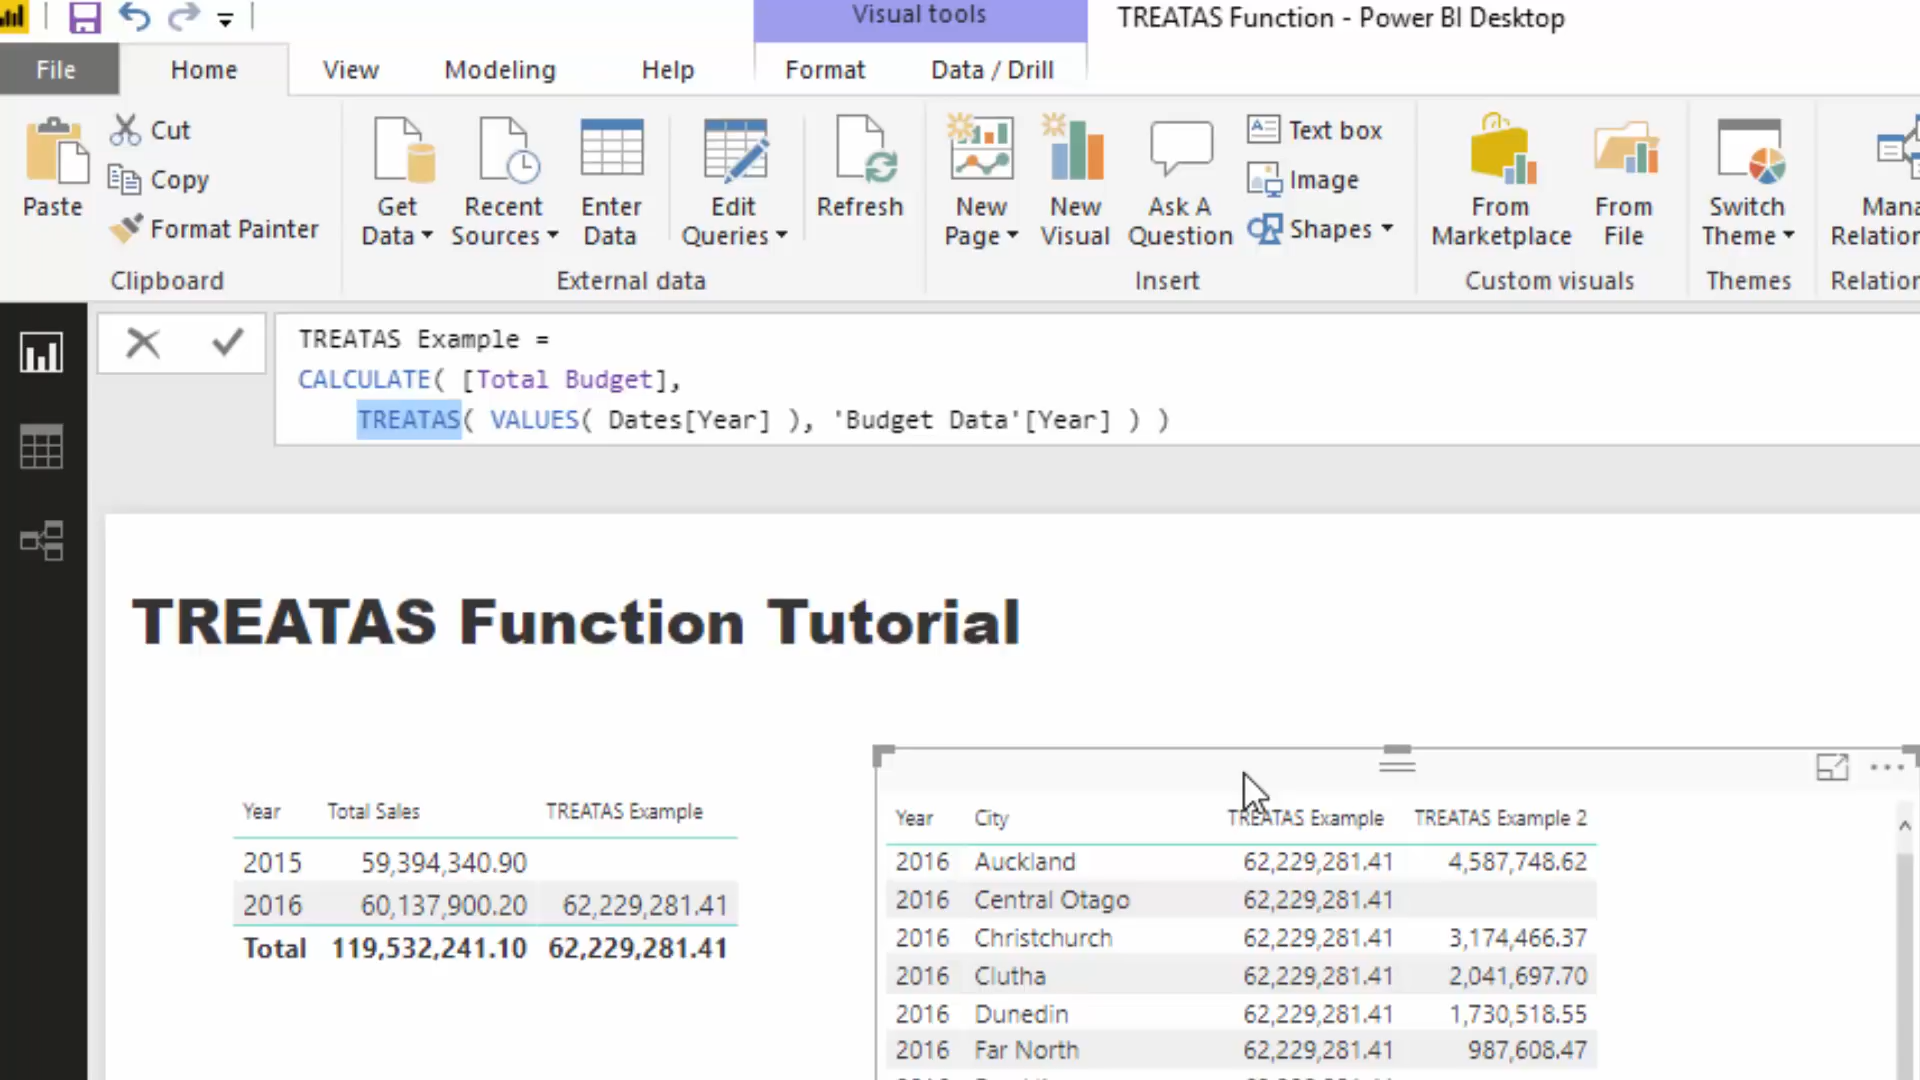 Visual tools
TREATAS Function - Power BI Desktop
File
Home
View
Modeling
Help
Format
Data / Drill
Paste
Cut
Copy
Format Painter
Clipboard
Get Data
Recent Sources
Enter Data
Edit Queries
External data
Refresh
New Page
New Visual
Ask A Question
Text box
Image
Shapes
Insert
From Marketplace
From File
Custom visuals
Switch Theme
Themes
TREATAS Example =
CALCULATE( [Total Budget],
TREATAS( VALUES( Dates[Year] ), 'Budget Data'[Year] ) )
TREATAS Function Tutorial
Year Total Sales TREATAS Example
2015 59,394,340.90
2016 60,137,900.20 62,229,281.41
Total 119,532,241.10 62,229,281.41
Year City TREATAS Example TREATAS Example 2
2016 Auckland 62,229,281.41 4,587,748.62
2016 Central Otago 62,229,281.41
2016 Christchurch 62,229,281.41 3,174,466.37
2016 Clutha 62,229,281.41 2,041,697.70
2016 Dunedin 62,229,281.41 1,730,518.55
2016 Far North 62,229,281.41 987,608.47